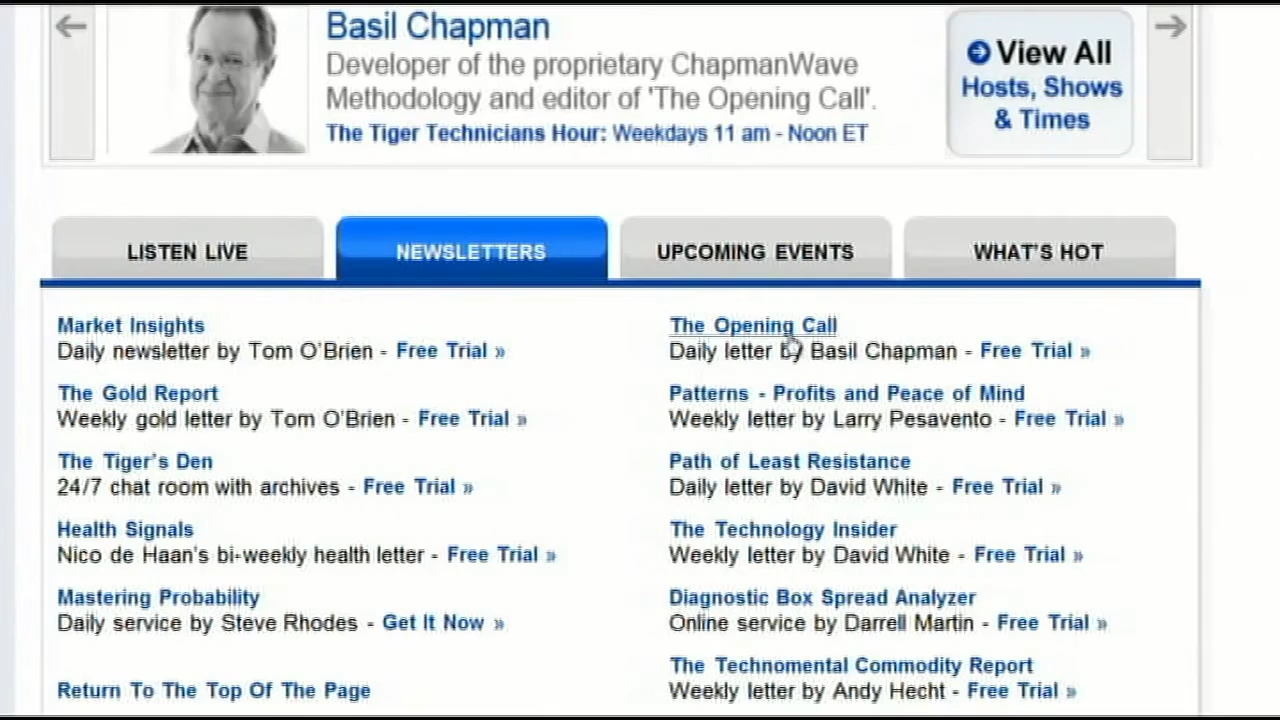 Basil Chapman
Developer of the proprietary ChapmanWave
Methodology and editor of 'The Opening Call'.
The Tiger Technicians Hour: Weekdays 11 am - Noon ET
View All
Hosts, Shows
& Times
LISTEN LIVE
NEWSLETTERS
UPCOMING EVENTS
WHAT'S HOT
Market Insights
Daily newsletter by Tom O'Brien - Free Trial »
The Gold Report
Weekly gold letter by Tom O'Brien - Free Trial »
The Tiger's Den
24/7 chat room with archives - Free Trial »
Health Signals
Nico de Haan's bi-weekly health letter - Free Trial »
Mastering Probability
Daily service by Steve Rhodes - Get It Now »
Return To The Top Of The Page
The Opening Call
Daily letter by Basil Chapman - Free Trial »
Patterns - Profits and Peace of Mind
Weekly letter by Larry Pesavento - Free Trial »
Path of Least Resistance
Daily letter by David White - Free Trial »
The Technology Insider
Weekly letter by David White - Free Trial »
Diagnostic Box Spread Analyzer
Online service by Darrell Martin - Free Trial »
The Technomental Commodity Report
Weekly letter by Andy Hecht - Free Trial »